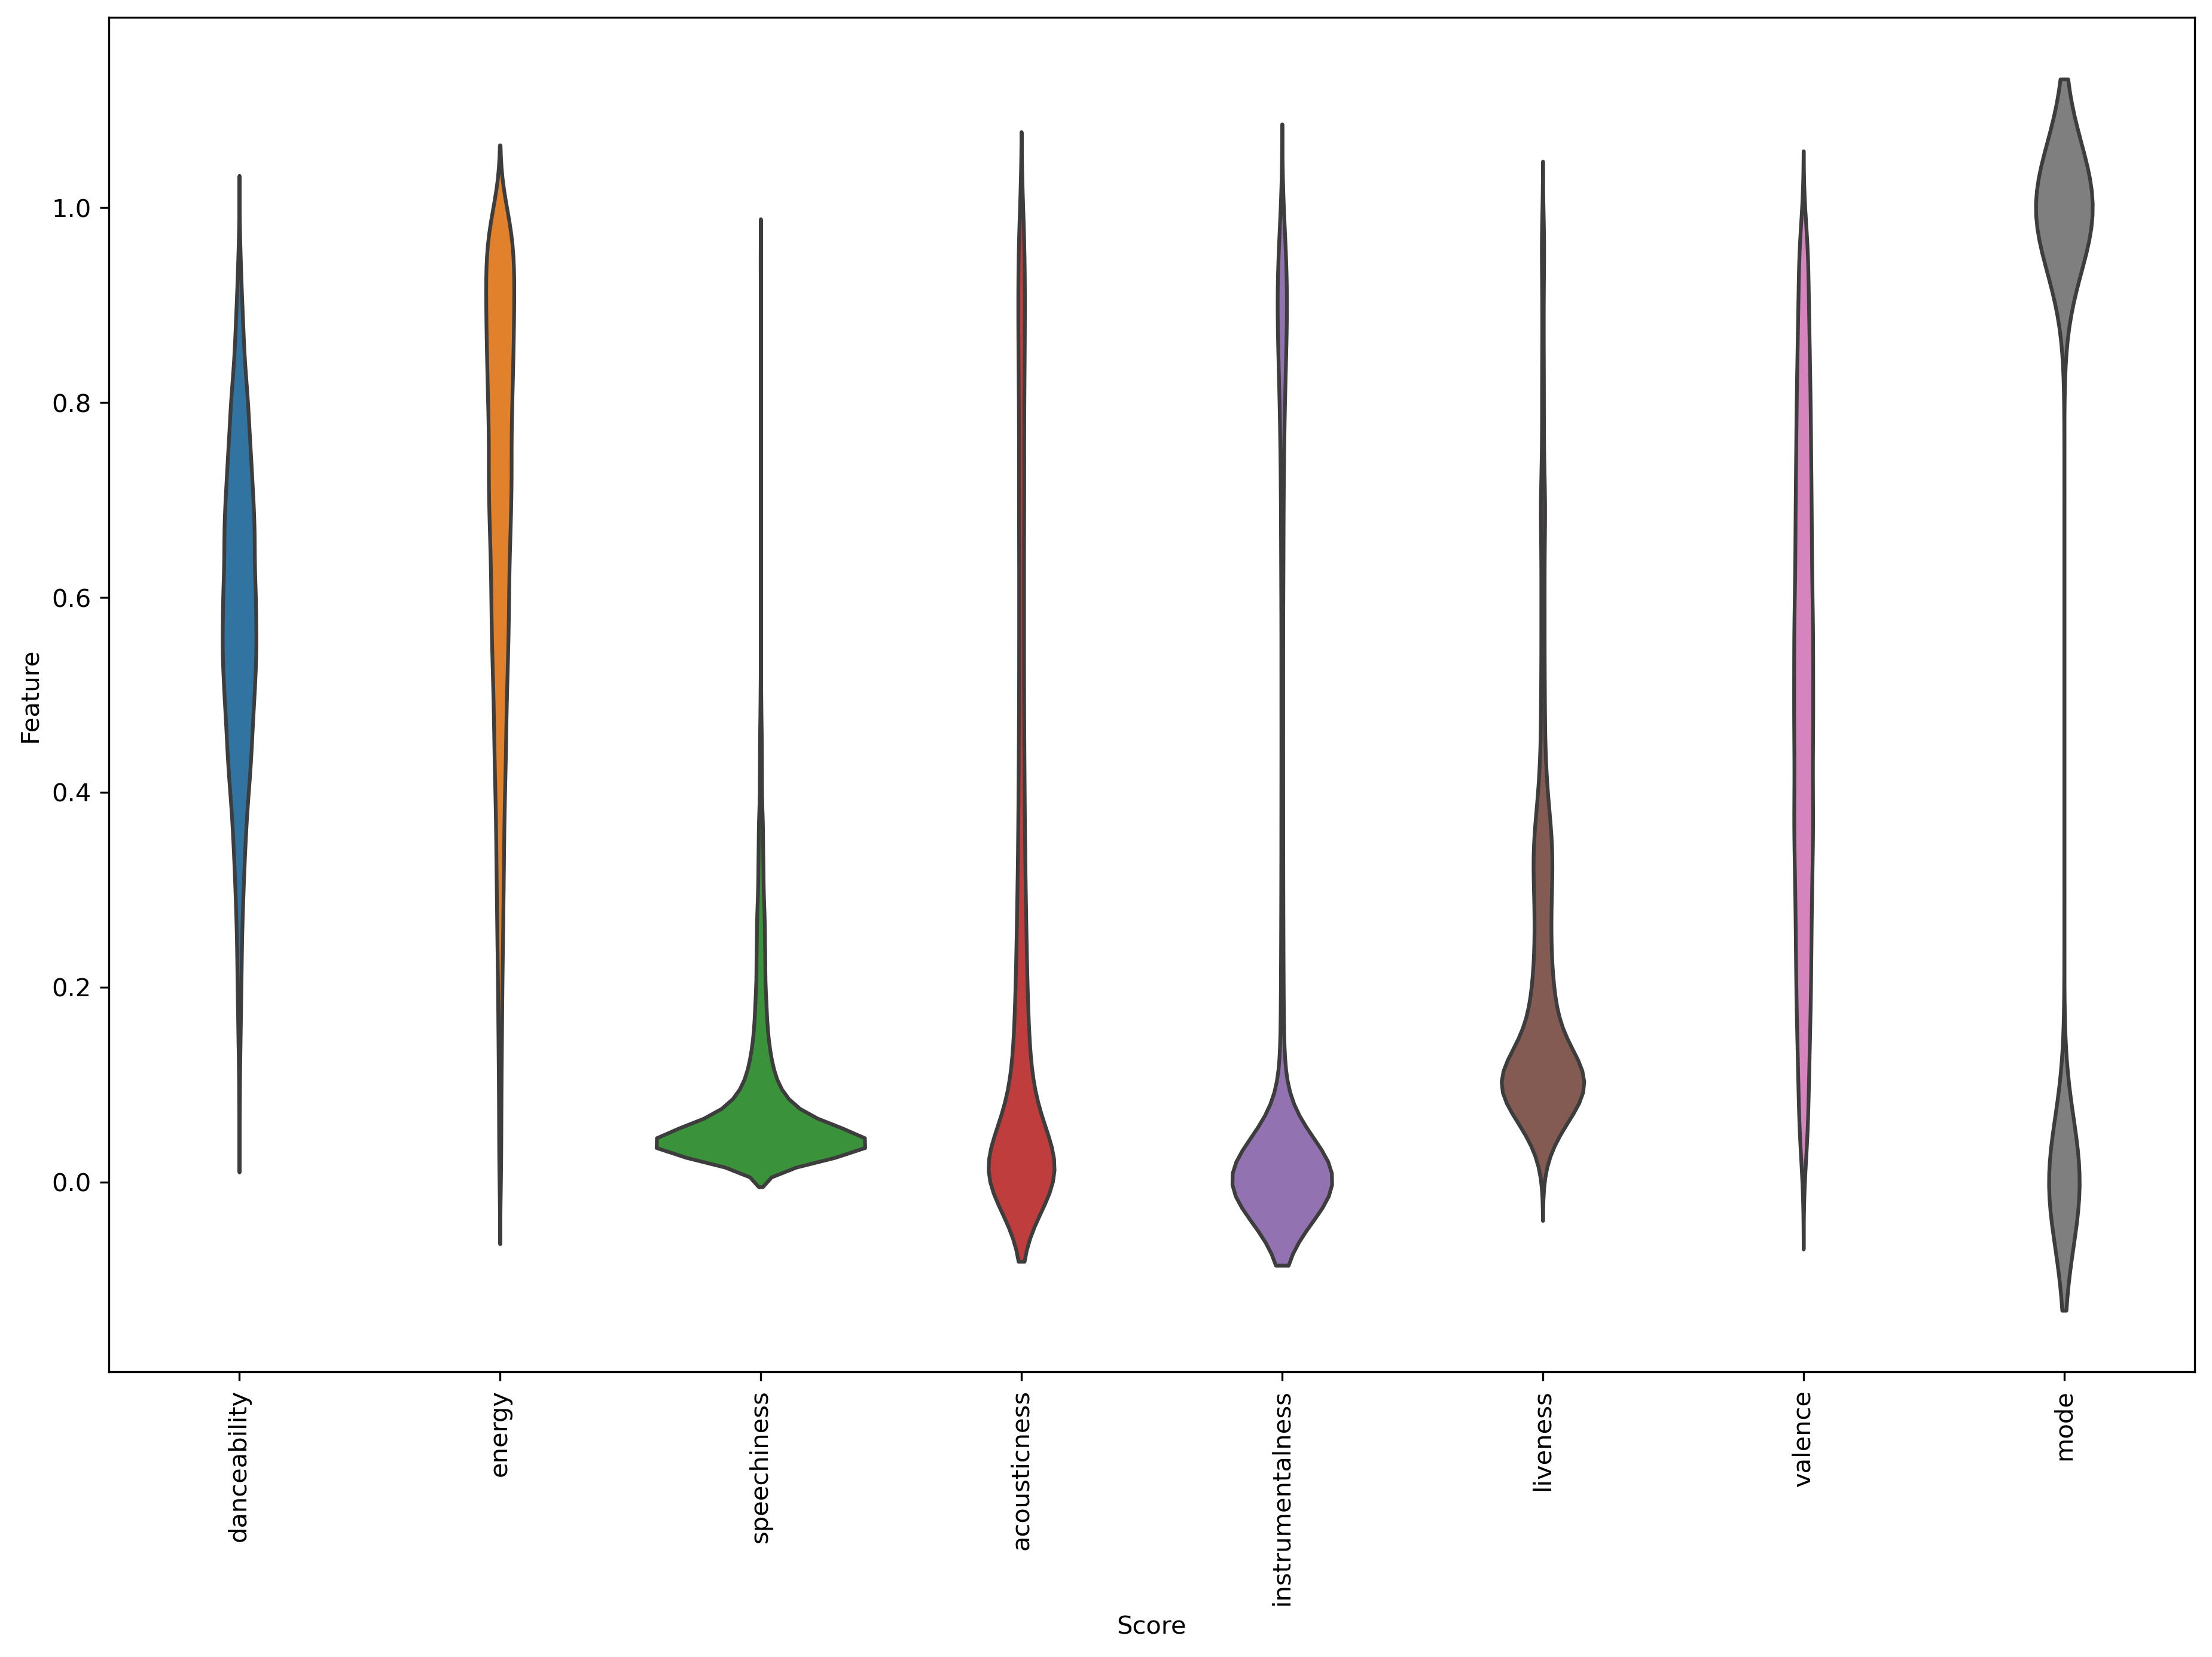 Feature
1.0
0.8
0.6
0.4
0.2
0.0
danceability
energy
speechiness
acousticness
instrumentalness
liveness
valence
mode
Score